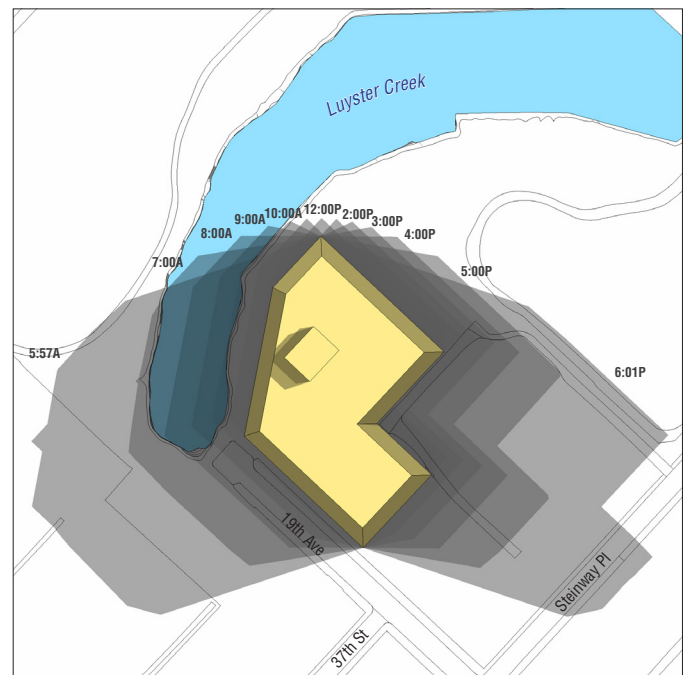 Luyster Creek
12:00P
10:00A
2:00P
9:00A
3:00P
8:00A
4:00P
7:00A
5:00P
5:57A
6:01P
19th Ave
Steinway Pl
37th St